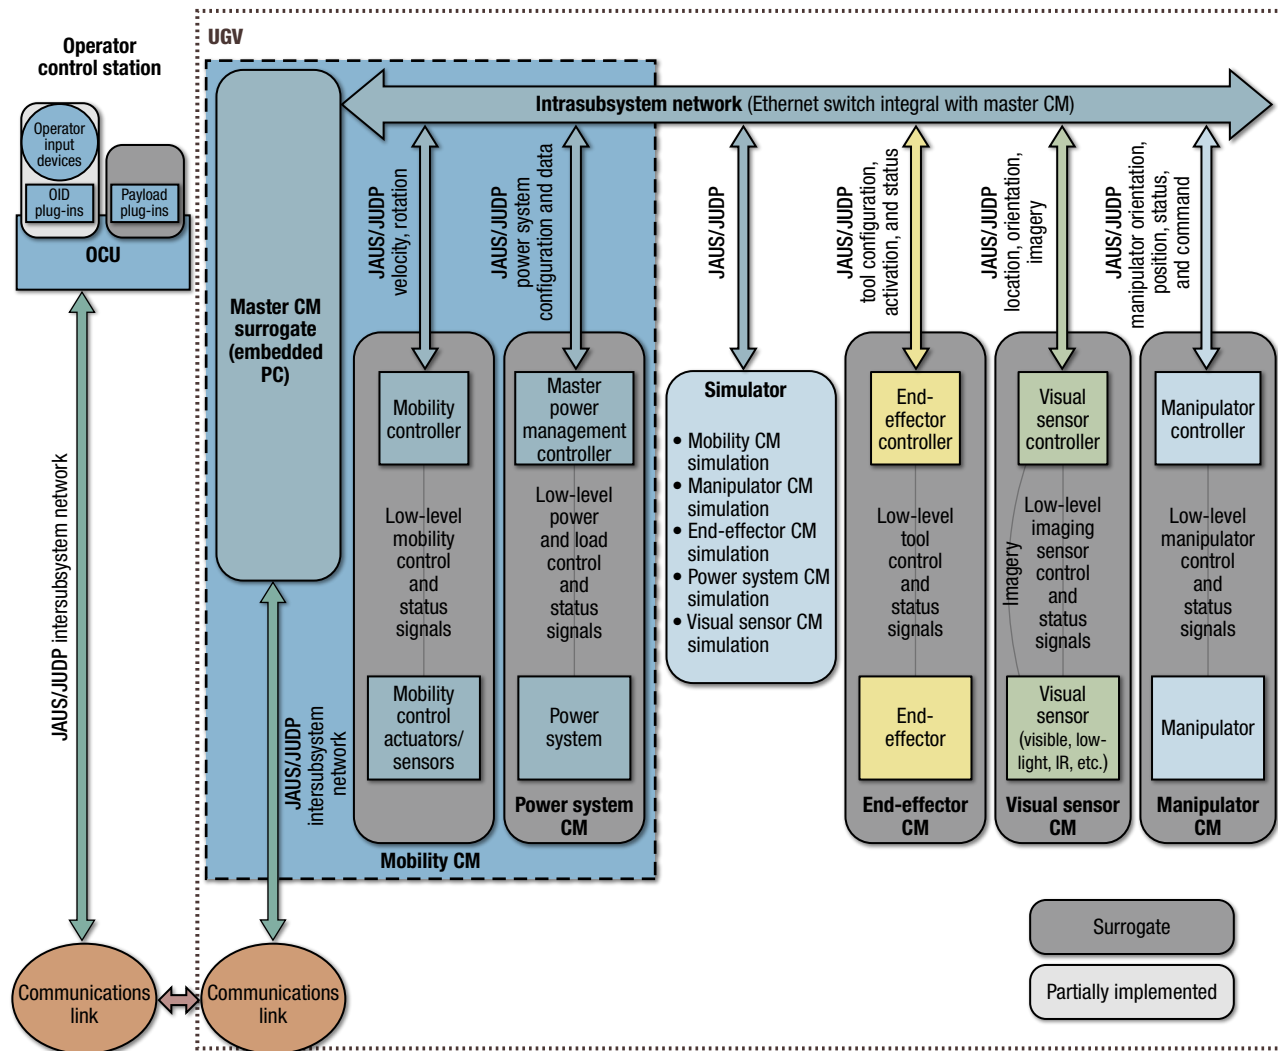 Operator
control station
Operator
input
devices
OID
plug-ins
Payload
plug-ins
OCU
JAUS/JUDP intersubsystem network
Communications
link
UGV
Master CM
surrogate
(embedded
PC)
JAUS/JUDP
intersubsystem
network
Communications
link
Intrasubsystem network (Ethernet switch integral with master CM)
JAUS/JUDP
velocity, rotation
Mobility
controller
Low-level
mobility
control
and
status
signals
Mobility
control
actuators/
sensors
Mobility CM
JAUS/JUDP
power system
configuration and data
Master
power
management
controller
Low-level
power
and load
control
and
status
signals
Power
system
Power system
CM
JAUS/JUDP
Simulator
• Mobility CM
simulation
• Manipulator CM
simulation
• End-effector CM
simulation
• Power system CM
simulation
• Visual sensor CM
simulation
JAUS/JUDP
tool configuration,
activation, and status
End-
effector
controller
Low-level
tool
control
and
status
signals
End-
effector
End-effector
CM
JAUS/JUDP
location, orientation,
imagery
Visual
sensor
controller
Imagery
Low-level
imaging
sensor
control
and
status
signals
Visual
sensor
(visible, low-
light, IR, etc.)
Visual sensor
CM
JAUS/JUDP
manipulator orientation,
position, status,
and command
Manipulator
controller
Low-level
manipulator
control
and
status
signals
Manipulator
Manipulator
CM
Surrogate
Partially implemented